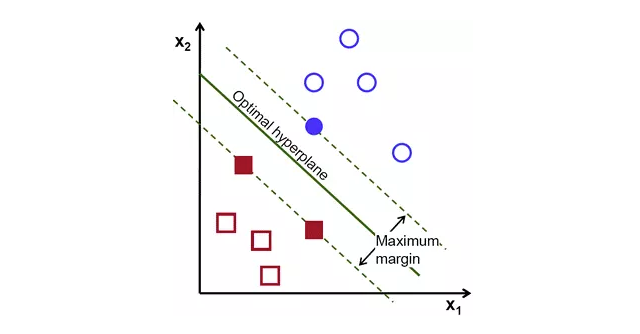 x2
Optimal hyperplane
Maximum
margin
x1